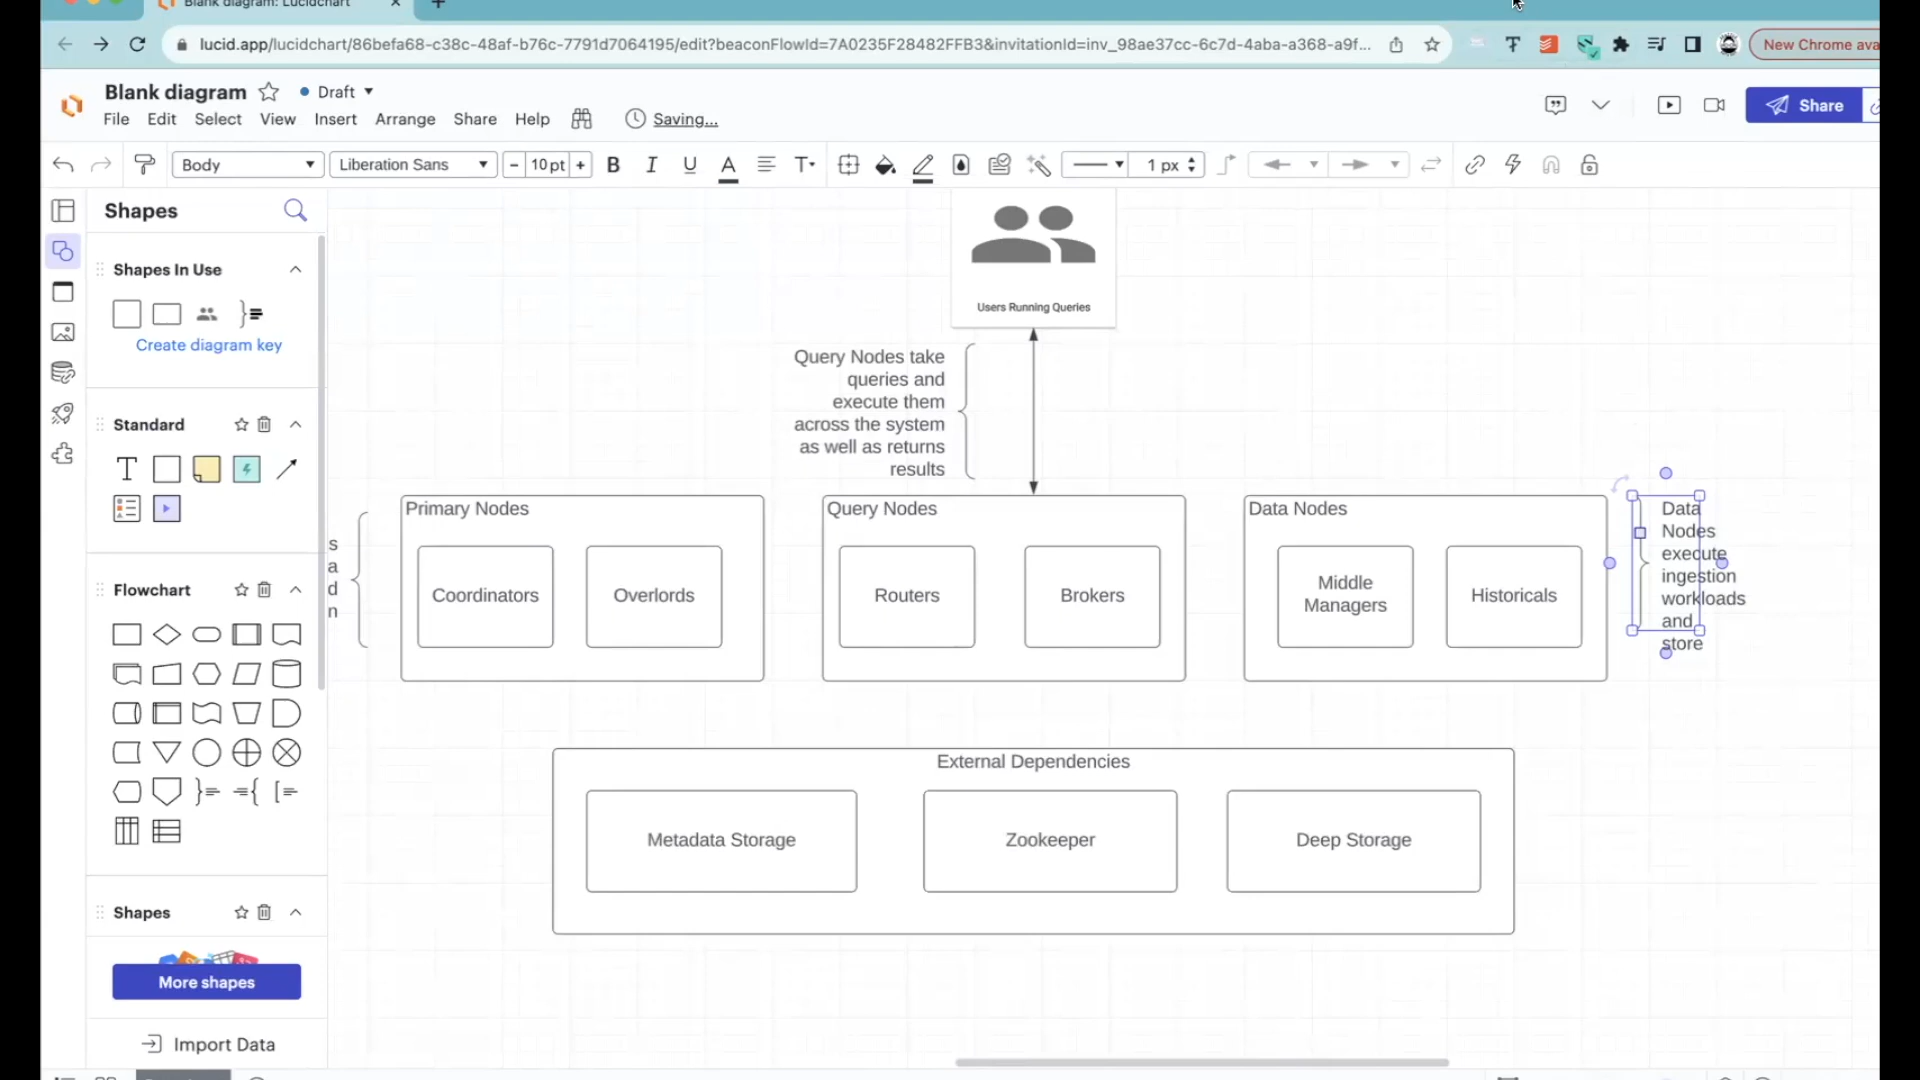 Blank diagram: Lucidchart
lucid.app/lucidchart/86befa68-c38c-48af-b76c-7791d7064195/edit?beaconFlowId=7A0235F28482FFB3&invitationId=inv_98ae37cc-6c7d-4aba-a368-a9f...
New Chrome ava
Blank diagram
Draft
File Edit Select View Insert Arrange Share Help
Saving...
Share
Body
Liberation Sans
- 10 pt +
B I U A T
1 px
Shapes
Shapes In Use
Create diagram key
Standard
T
Flowchart
Shapes
More shapes
Import Data
Users Running Queries
Query Nodes take
queries and
execute them
across the system
as well as returns
results
s
a
d
n
Primary Nodes
Coordinators
Overlords
Query Nodes
Routers
Brokers
Data Nodes
Middle
Managers
Historicals
Data
Nodes
execute
ingestion
workloads
and
store
External Dependencies
Metadata Storage
Zookeeper
Deep Storage